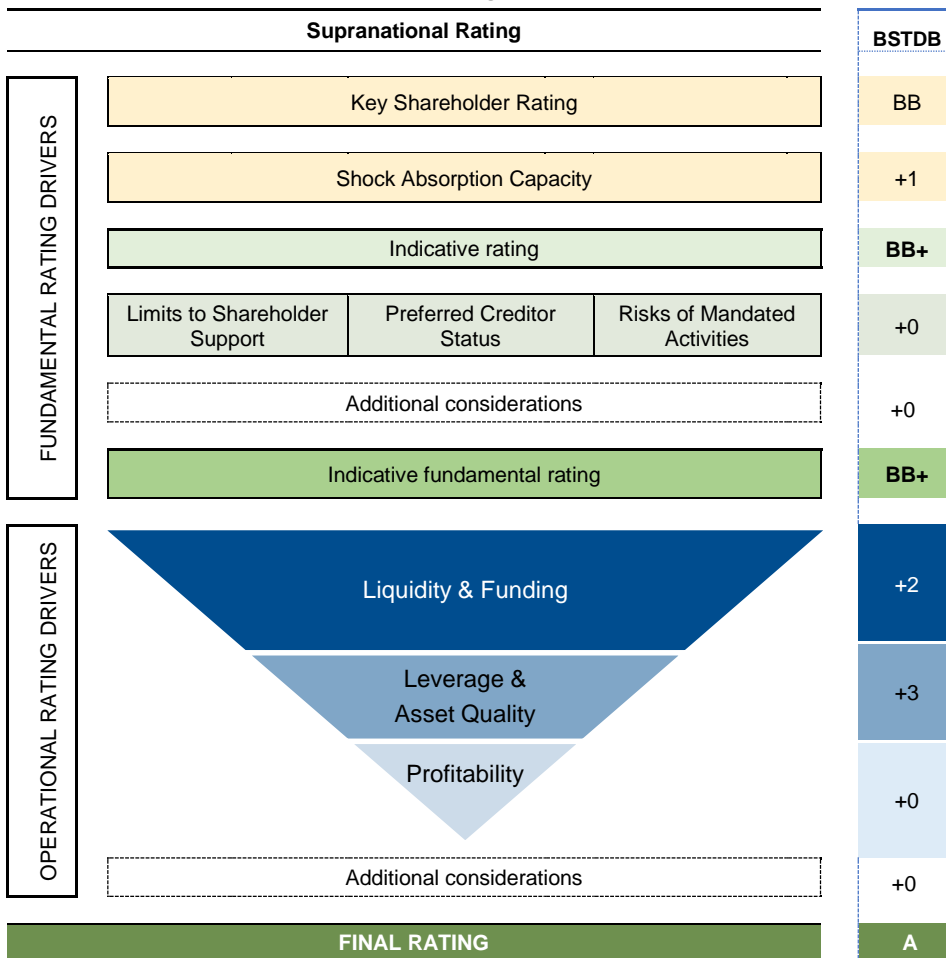 Supranational Rating BSTDB
FUNDAMENTAL RATING DRIVERS
Key Shareholder Rating BB
Shock Absorption Capacity +1
Indicative rating BB+
Limits to Shareholder Support Preferred Creditor Status Risks of Mandated Activities +0
Additional considerations +0
Indicative fundamental rating BB+
OPERATIONAL RATING DRIVERS
Liquidity & Funding +2
Leverage &
Asset Quality +3
Profitability +0
Additional considerations +0
FINAL RATING A